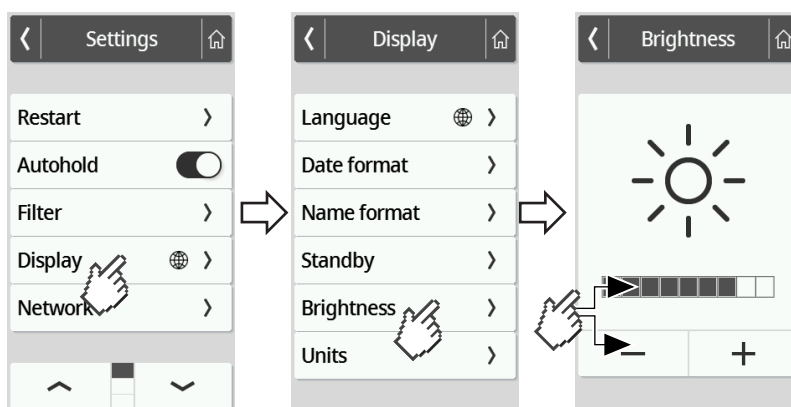 Settings
Restart
Autohold
Filter
Display
Network
Display
Language
Date format
Name format
Standby
Brightness
Units
Brightness